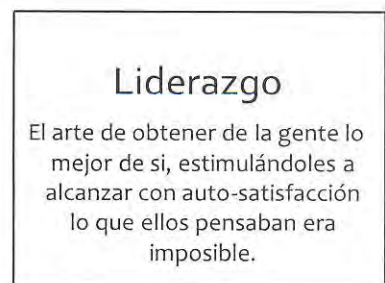 Liderazgo
El arte de obtener de la gente lo
mejor de si, estimulándoles a
alcanzar con auto-satisfacción
lo que ellos pensaban era
imposible.